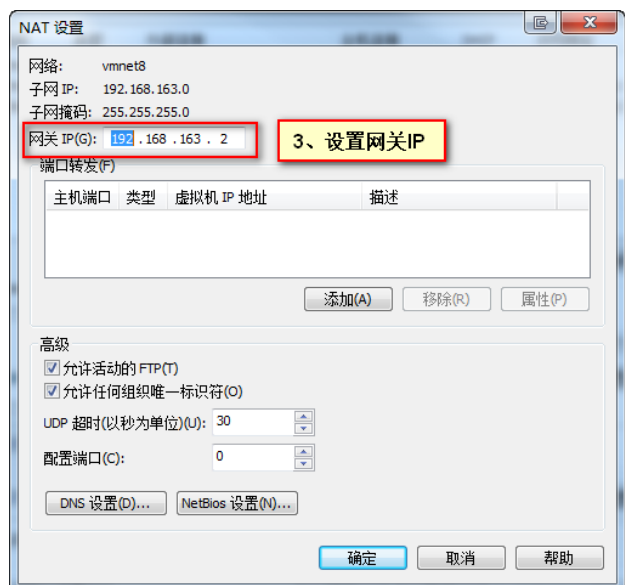 NAT 设置
网络: vmnet8
子网 IP: 192.168.163.0
子网掩码: 255.255.255.0
网关 IP(G): 192 . 168 . 163 . 2
3、设置网关IP
端口转发(F)
主机端口 类型 虚拟机 IP 地址 描述
添加(A) 移除(R) 属性(P)
高级
允许活动的 FTP(T)
允许任何组织唯一标识符(O)
UDP 超时(以秒为单位)(U): 30
配置端口(C): 0
DNS 设置(D)... NetBios 设置(N)...
确定 取消 帮助